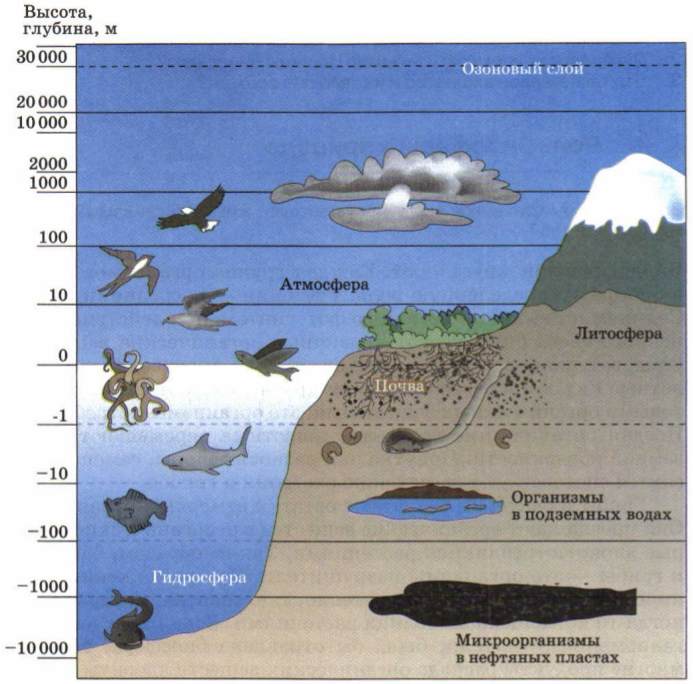 Высота,
глубина, м
30 000
Озоновый слой
20 000
10 000
2000
1000
100
Атмосфера
10
Литосфера
0
Почва
−1
−10
Организмы
в подземных водах
−100
Гидросфера
−1000
Микроорганизмы
в нефтяных пластах
−10 000